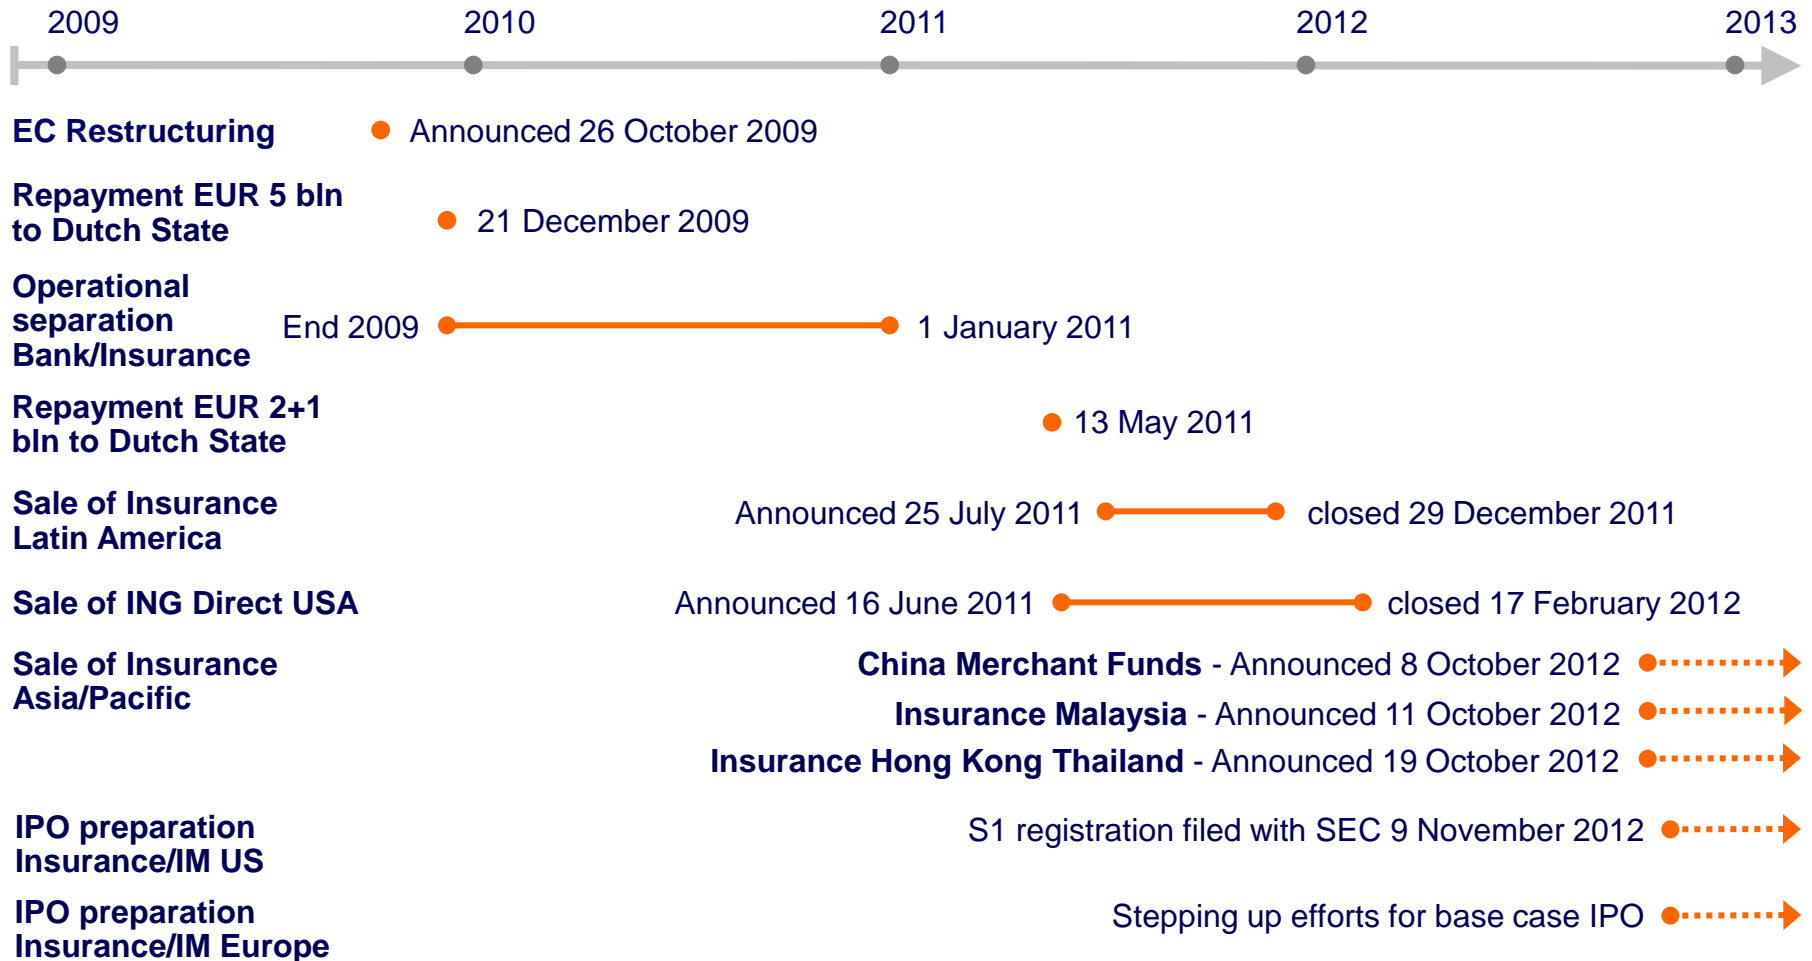 2009 2010 2011 2012 2013
EC Restructuring Announced 26 October 2009
Repayment EUR 5 bln
to Dutch State
21 December 2009
Operational
separation
Bank/Insurance
End 2009 1 January 2011
Repayment EUR 2+1
bln to Dutch State
13 May 2011
Sale of Insurance
Latin America
Announced 25 July 2011 closed 29 December 2011
Sale of ING Direct USA Announced 16 June 2011 closed 17 February 2012
Sale of Insurance
Asia/Pacific
China Merchant Funds - Announced 8 October 2012
Insurance Malaysia - Announced 11 October 2012
Insurance Hong Kong Thailand - Announced 19 October 2012
IPO preparation
Insurance/IM US
S1 registration filed with SEC 9 November 2012
IPO preparation
Insurance/IM Europe
Stepping up efforts for base case IPO